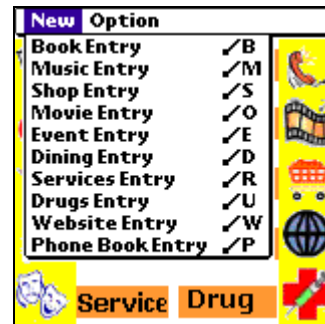 New Option
Book Entry ✓B
Music Entry ✓M
Shop Entry ✓S
Movie Entry ✓O
Event Entry ✓E
Dining Entry ✓D
Services Entry ✓R
Drugs Entry ✓U
Website Entry ✓W
Phone Book Entry ✓P
Service Drug